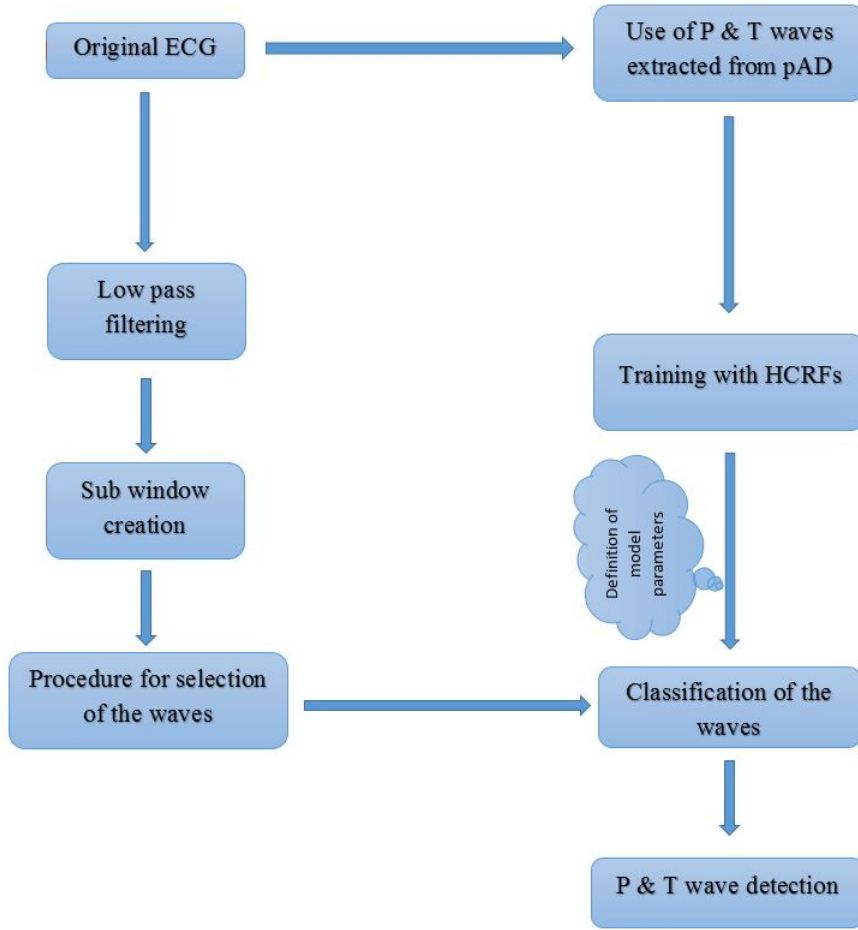 Original ECG
Use of P & T waves
extracted from pAD
Low pass
filtering
Training with HCRFs
Sub window
creation
Definition of
model
parameters
Procedure for selection
of the waves
Classification of the
waves
P & T wave detection